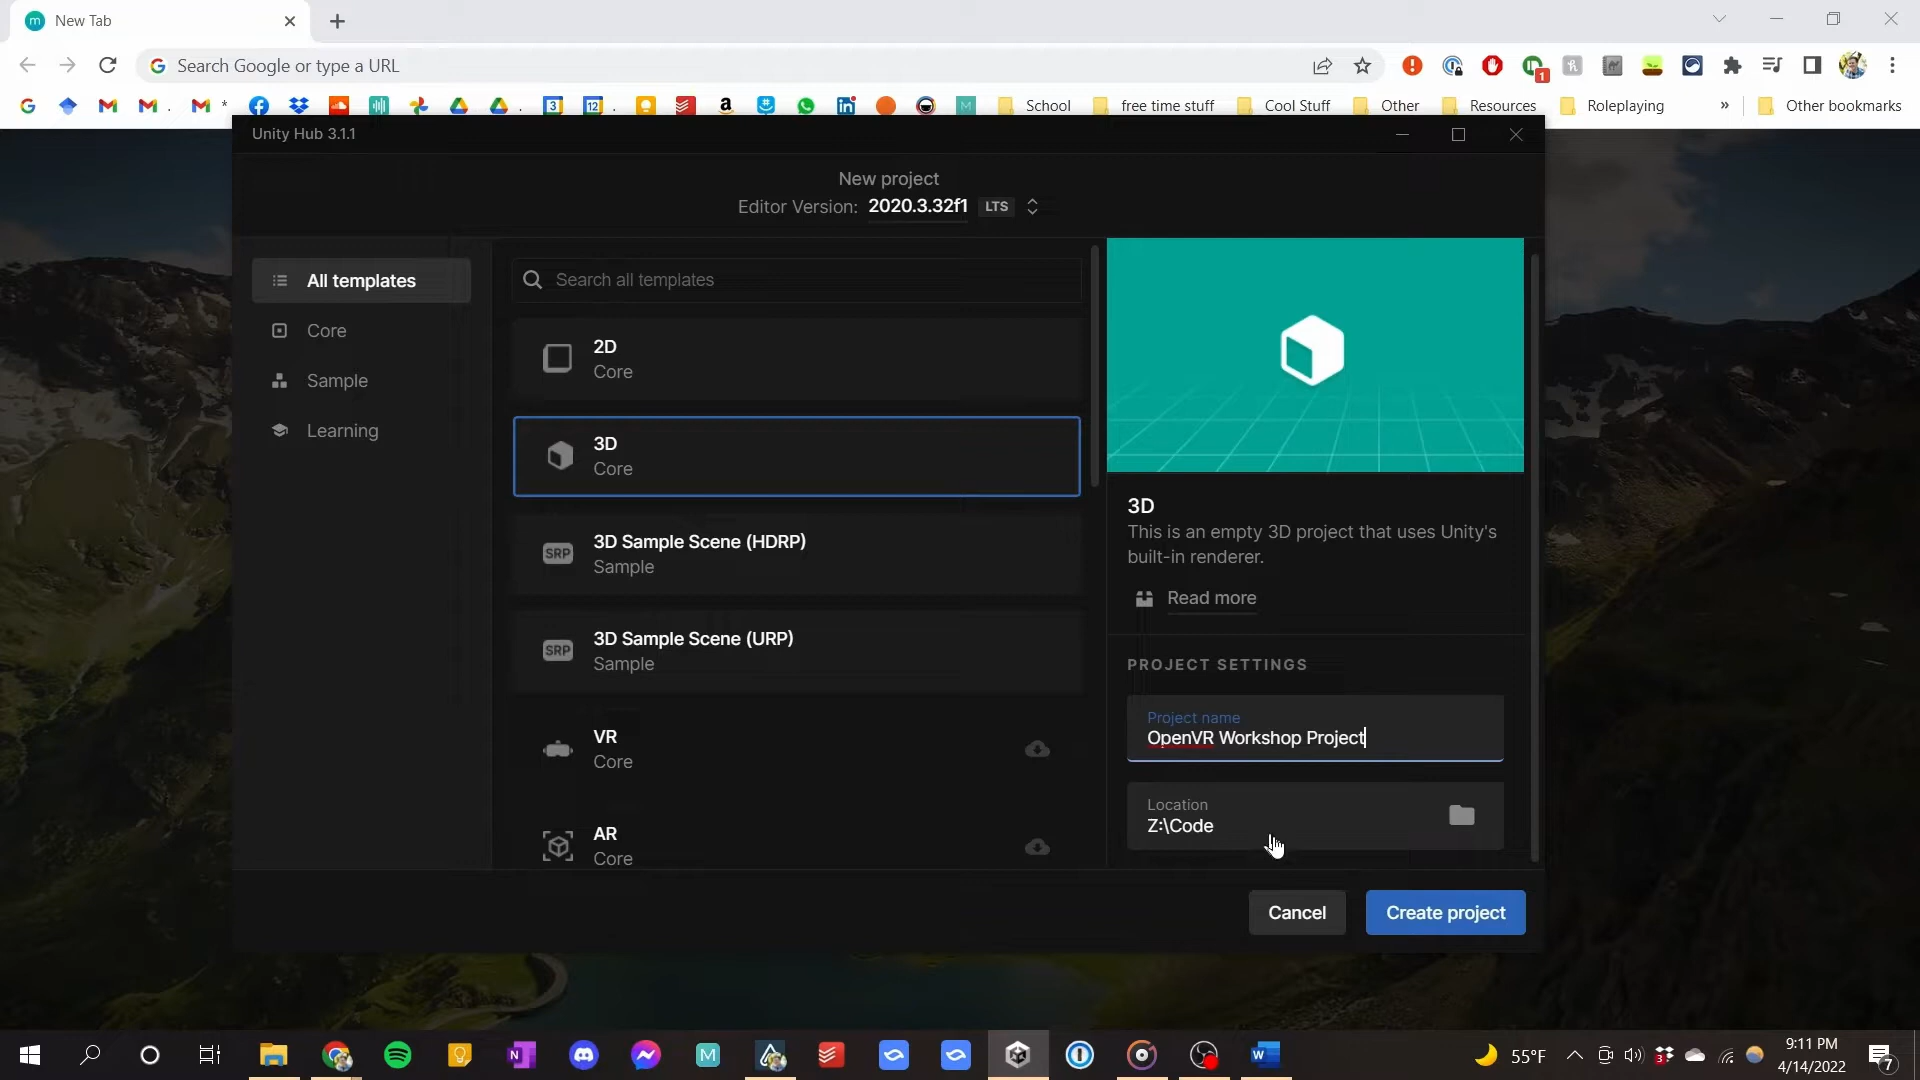 New Tab
Search Google or type a URL
1
12
School
free time stuff
Cool Stuff
Other
Resources
Roleplaying
»
Other bookmarks
Unity Hub 3.1.1
New project
Editor Version: 2020.3.32f1 LTS
All templates
Core
Sample
Learning
Search all templates
2D
Core
3D
Core
SRP
3D Sample Scene (HDRP)
Sample
SRP
3D Sample Scene (URP)
Sample
VR
Core
AR
Core
3D
This is an empty 3D project that uses Unity's
built-in renderer.
Read more
PROJECT SETTINGS
Project name
OpenVR Workshop Project
Location
Z:\Code
Cancel
Create project
55°F
9:11 PM
4/14/2022
7